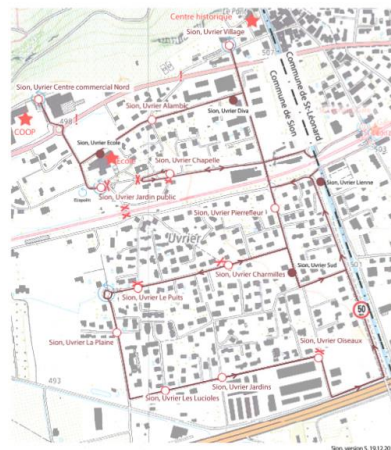 Centre historique
Sion, Uvrier Village
Commune de St-Léonard
Commune de Sion
Sion, Uvrier Centre commercial Nord
COOP
Sion, Uvrier Alambic
Sion, Uvrier Diva
Sion, Uvrier Ecole
école
Sion, Uvrier Chapelle
Sion, Uvrier Lienne
Sion, Uvrier Jardin public
Sion, Uvrier Pierrefleur
Uvrier
Sion, Uvrier Sud
Sion, Uvrier Charmilles
Sion, Uvrier Le Puits
50
Sion, Uvrier La Plaine
Sion, Uvrier Oiseaux
493
Sion, Uvrier Jardins
Sion, Uvrier Les Lucioles